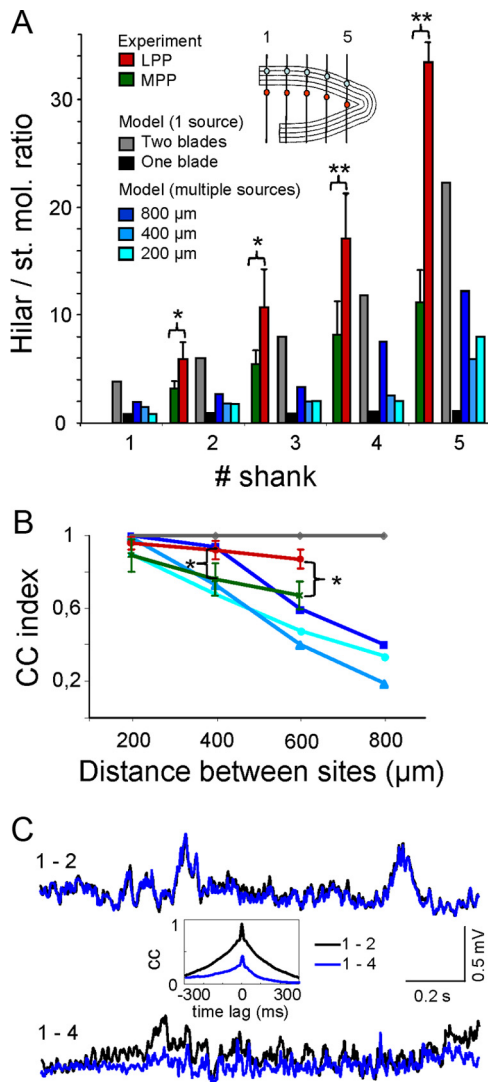 A
Experiment
LPP
MPP
1 5
Model (1 source)
Two blades
One blade
Model (multiple sources)
800 µm
400 µm
200 µm
*
*
**
**
Hilar / st. mol. ratio
30
20
10
0
1 2 3 4 5
# shank
B
1
0,6
0,2
CC index
*
*
200 400 600 800
Distance between sites (µm)
C
1 - 2
1
CC
0
-300 0 300
time lag (ms)
1 - 2
1 - 4
0.5 mV
0.2 s
1 - 4